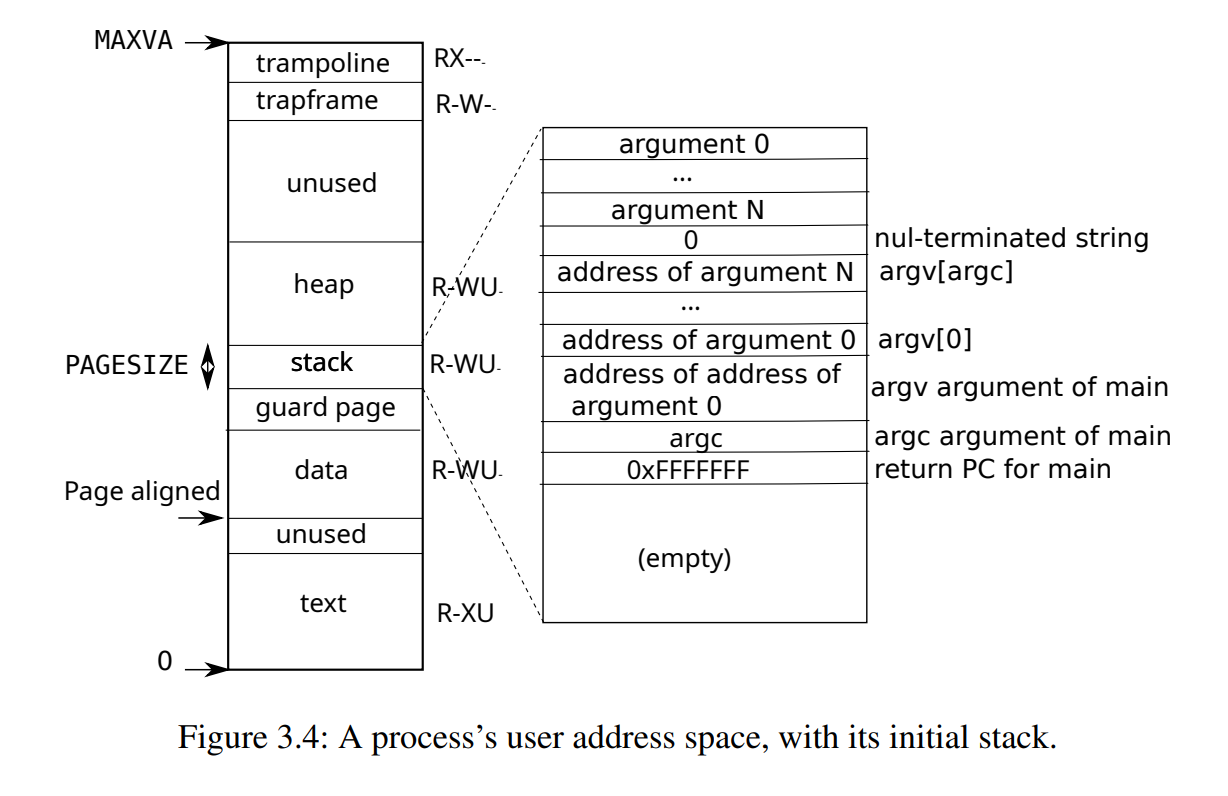 MAXVA
trampoline RX--
trapframe R-W-
unused
heap R-WU
PAGESIZE stack R-WU
guard page
data R-WU
Page aligned
unused
text R-XU
0
argument 0
...
argument N
0 nul-terminated string
address of argument N argv[argc]
...
address of argument 0 argv[0]
address of address of
argument 0 argv argument of main
argc argc argument of main
0xFFFFFFF return PC for main
(empty)
Figure 3.4: A process’s user address space, with its initial stack.